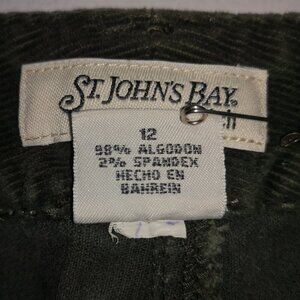 ST. JOHN'S BAY®
12
98% ALGODON
2% SPANDEX
HECHO EN
BAHREIN